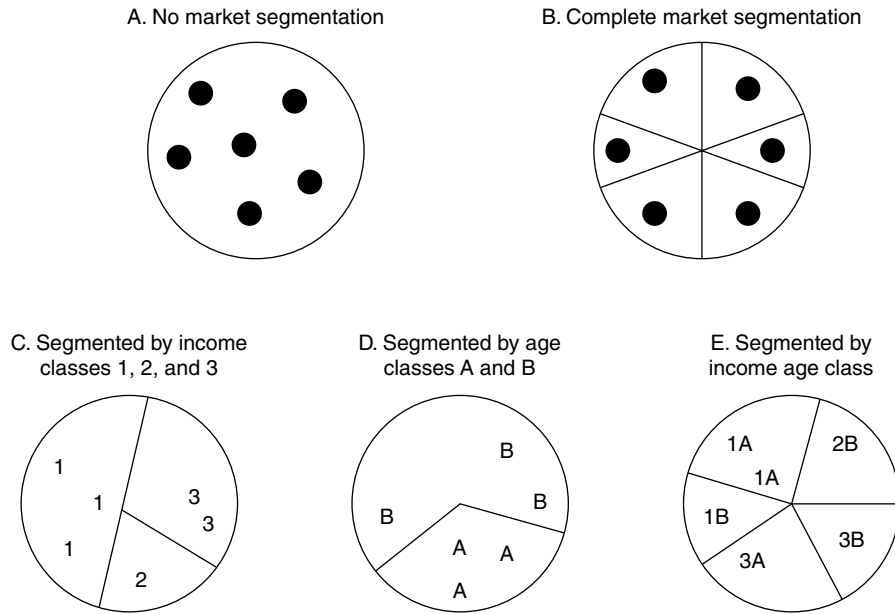 A. No market segmentation
B. Complete market segmentation
C. Segmented by income
classes 1, 2, and 3
1
1
1
3
3
2
D. Segmented by age
classes A and B
B
B
B
A
A
A
E. Segmented by
income age class
1A
1A
2B
1B
3B
3A